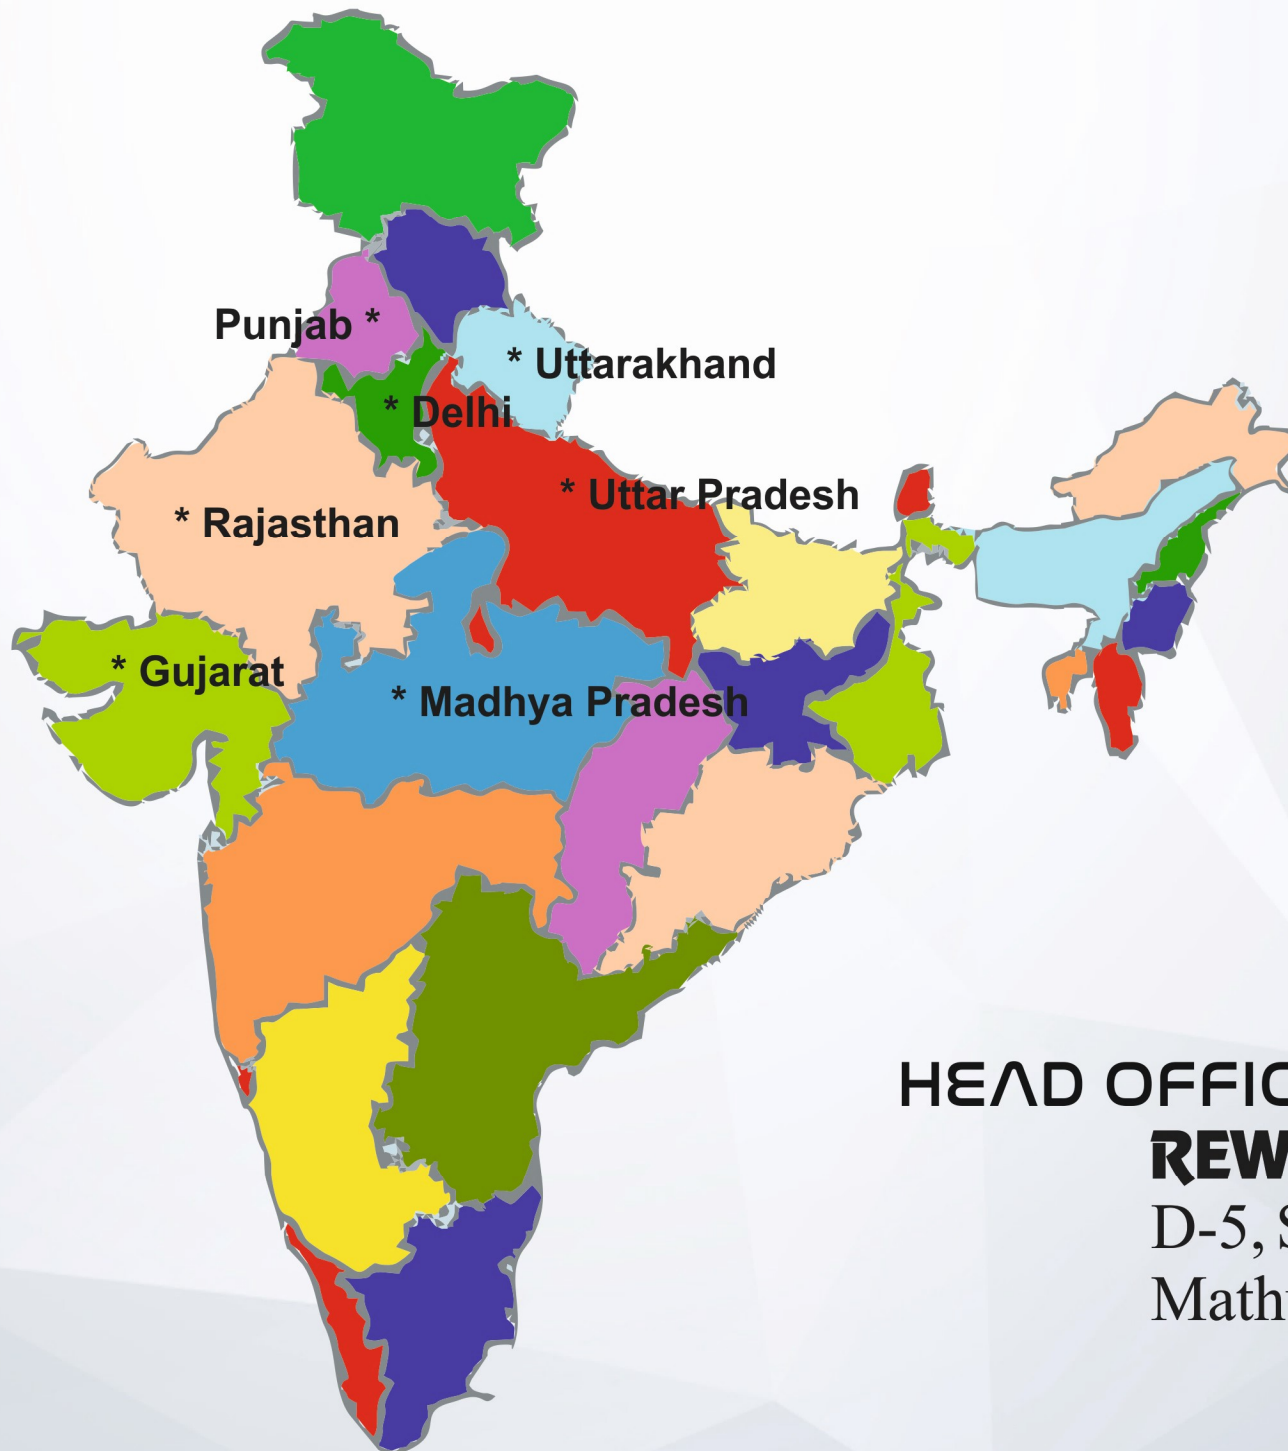 Punjab *
* Uttarakhand
* Delhi
* Uttar Pradesh
* Rajasthan
* Gujarat
* Madhya Pradesh
HEAD OFFIC
REW
D-5, S
Math